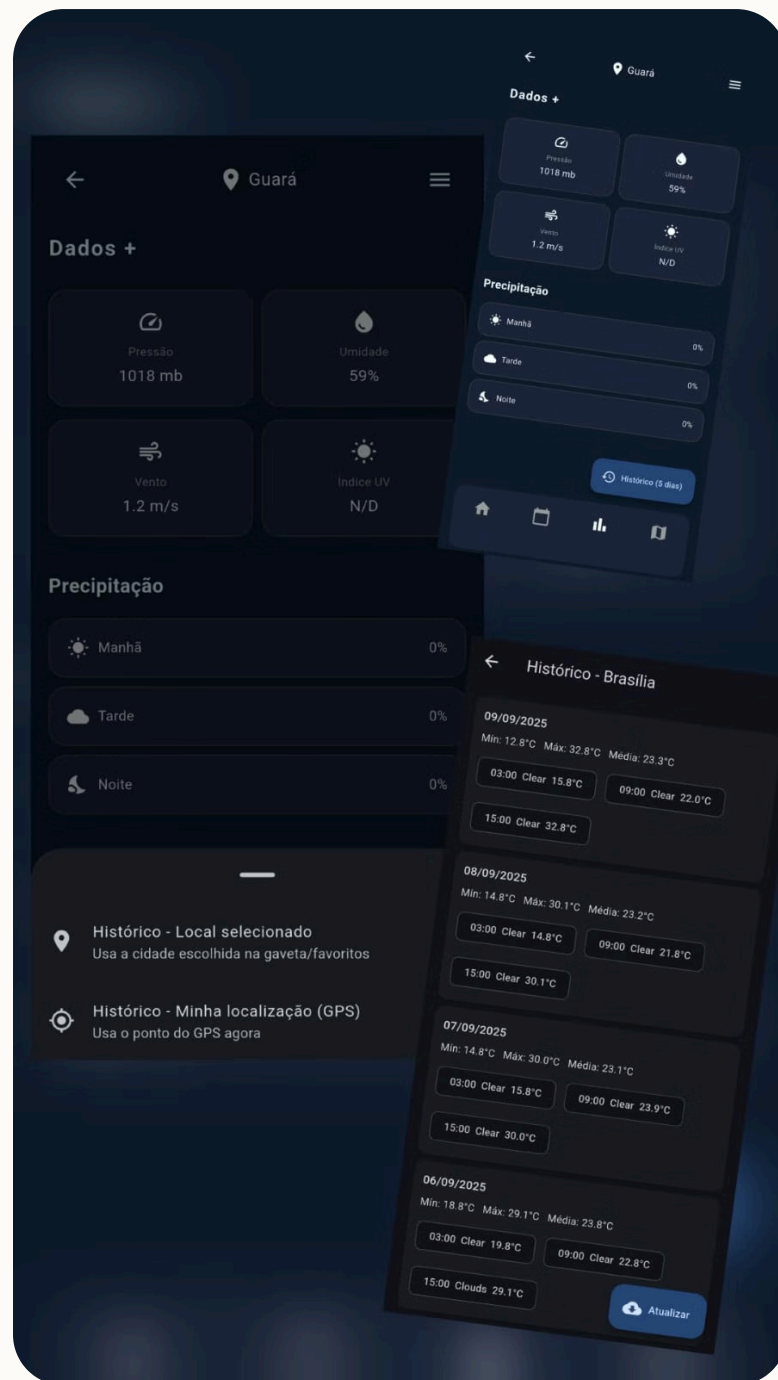 Guará
Dados +
Pressão
1018 mb
Umidade
59%
Vento
1.2 m/s
Índice UV
N/D
Precipitação
Manhã 0%
Tarde 0%
Noite 0%
Histórico - Local selecionado
Usa a cidade escolhida na gaveta/favoritos
Histórico - Minha localização (GPS)
Usa o ponto do GPS agora
Guará
Dados +
Pressão
1018 mb
Umidade
59%
Vento
1.2 m/s
Índice UV
N/D
Precipitação
Manhã 0%
Tarde 0%
Noite 0%
Histórico (5 dias)
Histórico - Brasília
09/09/2025
Mín: 12.8°C Máx: 32.8°C Média: 23.3°C
03:00 Clear 15.8°C 09:00 Clear 22.0°C
15:00 Clear 32.8°C
08/09/2025
Mín: 14.8°C Máx: 30.1°C Média: 23.2°C
03:00 Clear 14.8°C 09:00 Clear 21.8°C
15:00 Clear 30.1°C
07/09/2025
Mín: 14.8°C Máx: 30.0°C Média: 23.1°C
03:00 Clear 15.8°C 09:00 Clear 23.9°C
15:00 Clear 30.0°C
06/09/2025
Mín: 18.8°C Máx: 29.1°C Média: 23.8°C
03:00 Clear 19.8°C 09:00 Clear 22.8°C
15:00 Clouds 29.1°C
Atualizar